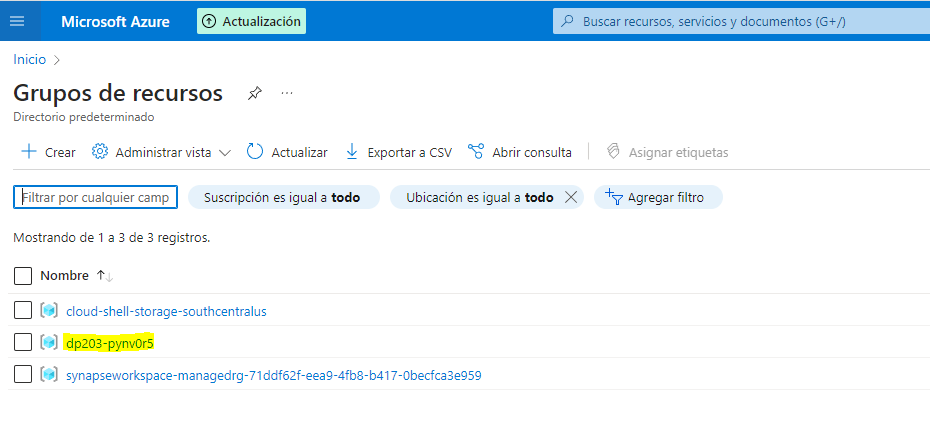 Microsoft Azure
Actualización
Buscar recursos, servicios y documentos (G+/)
Inicio
Grupos de recursos
Directorio predeterminado
Crear
Administrar vista
Actualizar
Exportar a CSV
Abrir consulta
Asignar etiquetas
Filtrar por cualquier camp
Suscripción es igual a todo
Ubicación es igual a todo
Agregar filtro
Mostrando de 1 a 3 de 3 registros.
Nombre
cloud-shell-storage-southcentralus
dp203-pynv0r5
synapseworkspace-managedrg-71ddf62f-eea9-4fb8-b417-0becfca3e959